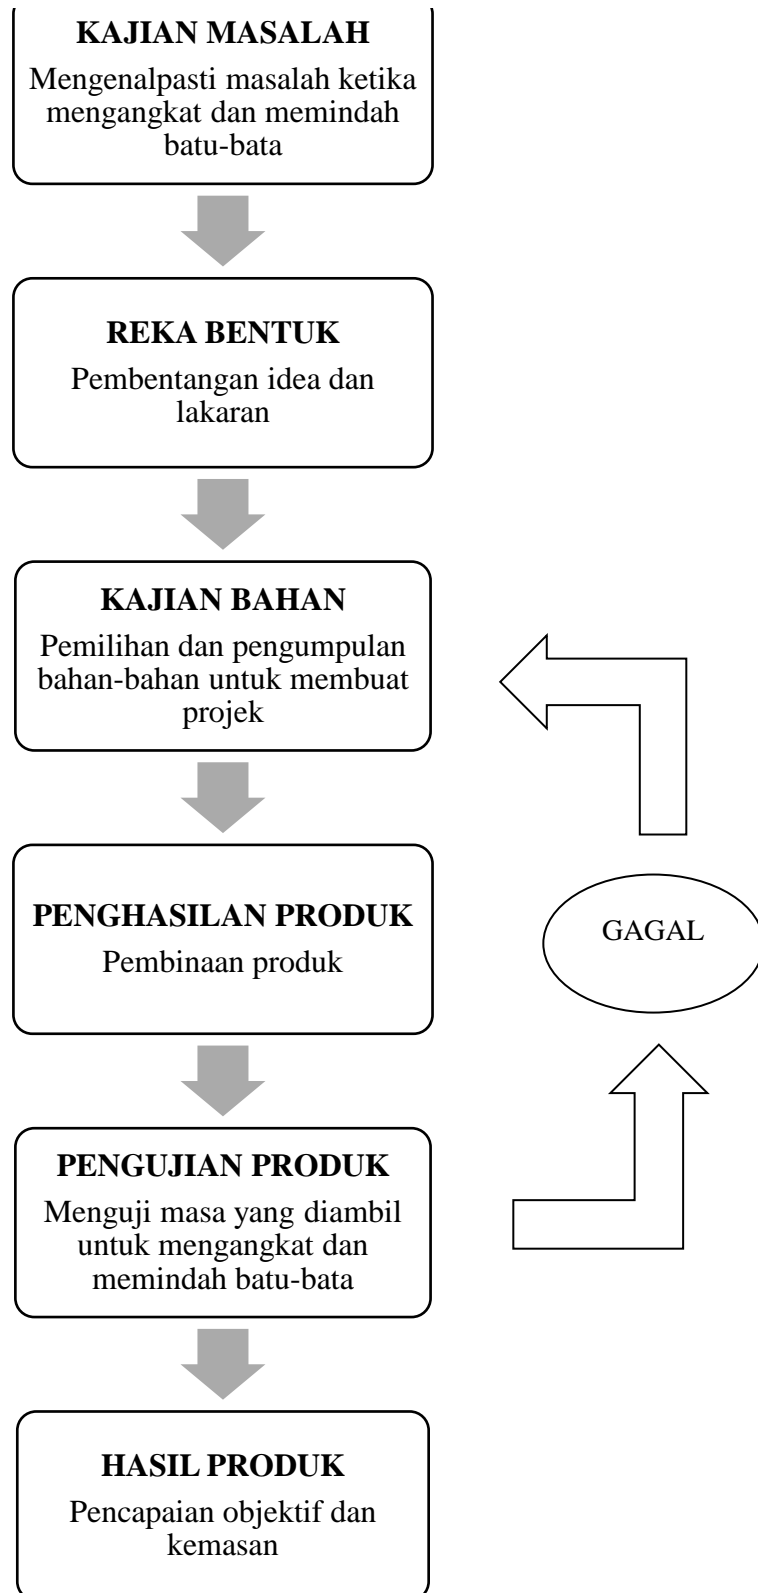 KAJIAN MASALAH
Mengenalpasti masalah ketika
mengangkat dan memindah
batu-bata
REKA BENTUK
Pembentangan idea dan
lakaran
KAJIAN BAHAN
Pemilihan dan pengumpulan
bahan-bahan untuk membuat
projek
PENGHASILAN PRODUK
Pembinaan produk
GAGAL
PENGUJIAN PRODUK
Menguji masa yang diambil
untuk mengangkat dan
memindah batu-bata
HASIL PRODUK
Pencapaian objektif dan
kemasan